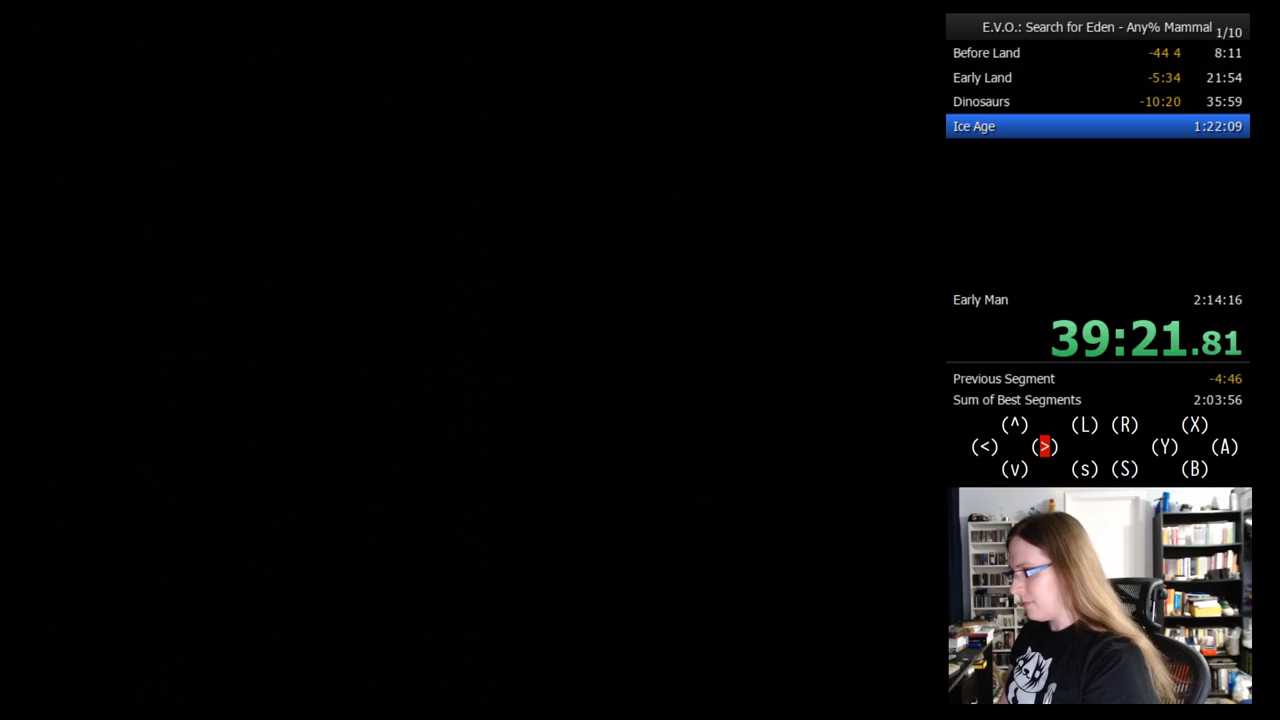 E.V.O.: Search for Eden - Any% Mammal 1/10
Before Land -44 4 8:11
Early Land -5:34 21:54
Dinosaurs -10:20 35:59
Ice Age 1:22:09
Early Man 2:14:16
39:21.81
Previous Segment -4:46
Sum of Best Segments 2:03:56
(^) (L) (R) (X)
(<) (>) (Y) (A)
(v) (s) (S) (B)